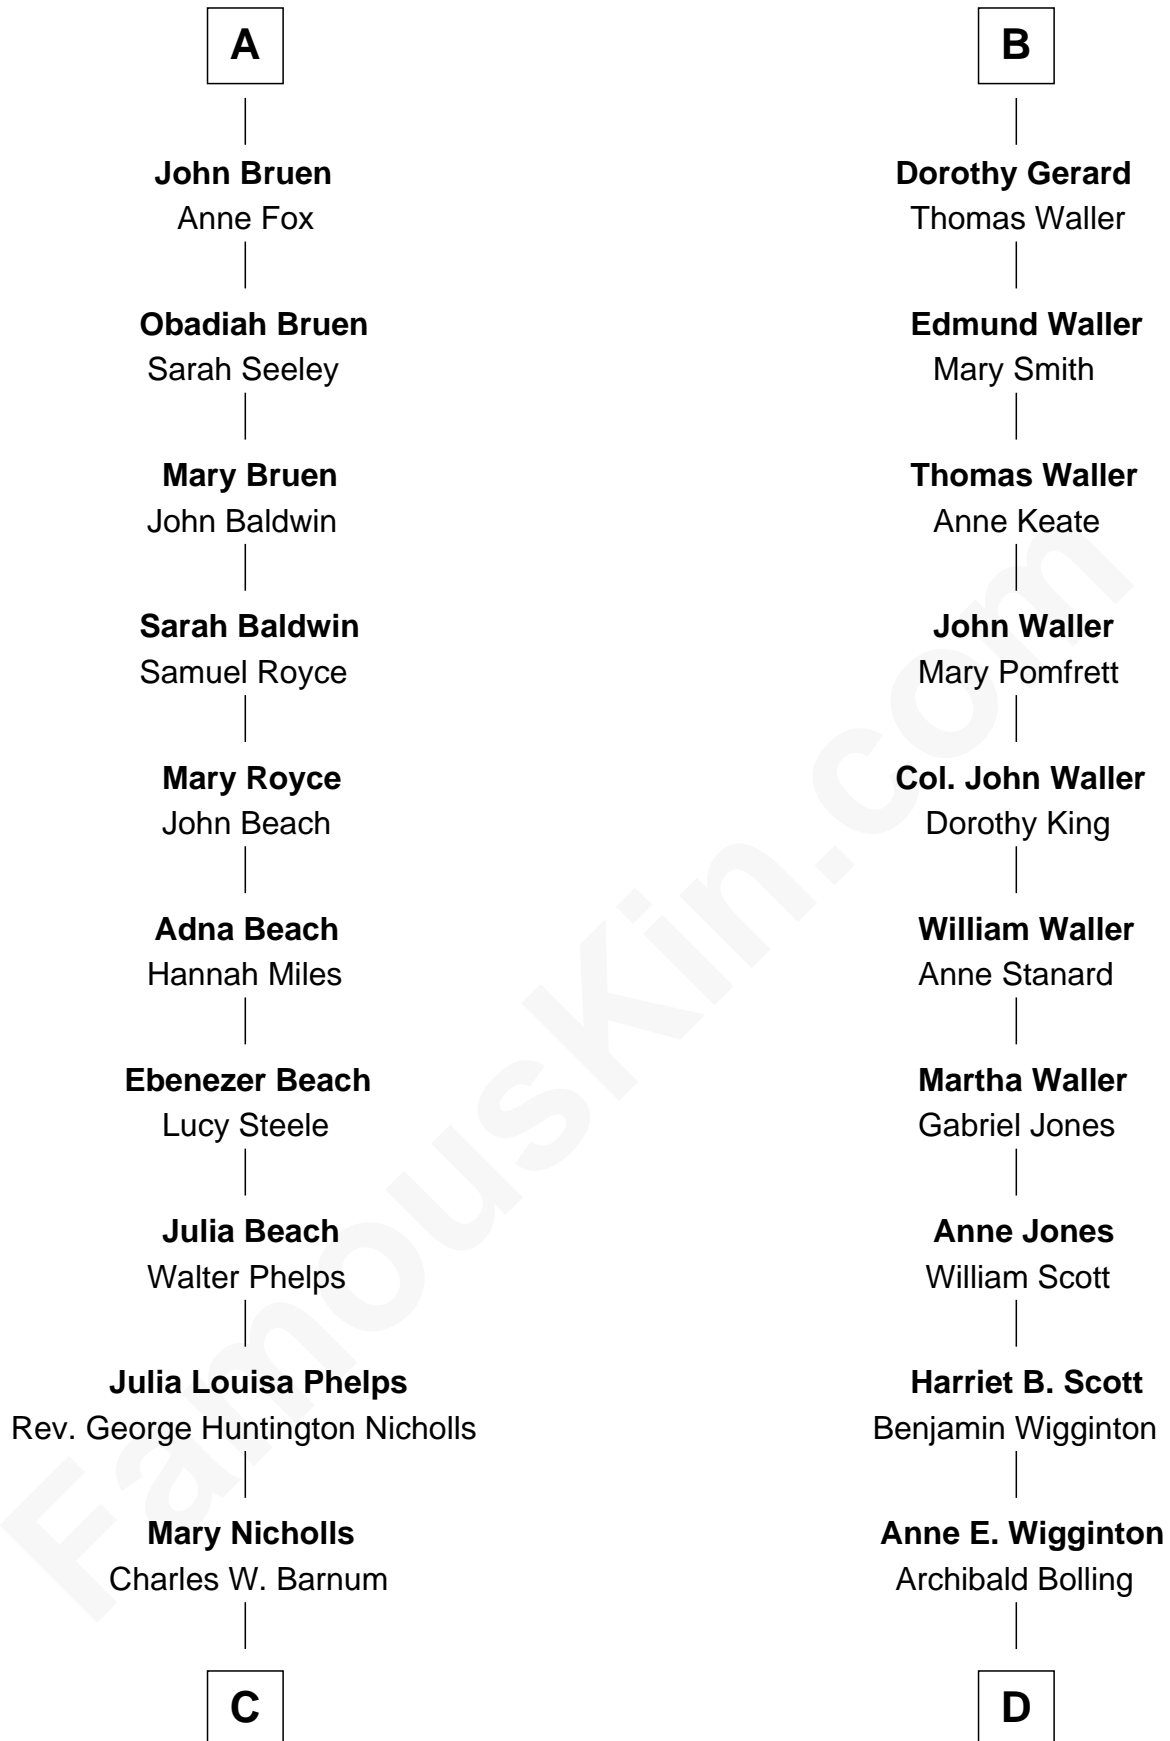 A
John Bruen
Anne Fox
Obadiah Bruen
Sarah Seeley
Mary Bruen
John Baldwin
Sarah Baldwin
Samuel Royce
Mary Royce
John Beach
Adna Beach
Hannah Miles
Ebenezer Beach
Lucy Steele
Julia Beach
Walter Phelps
Julia Louisa Phelps
Rev. George Huntington Nicholls
Mary Nicholls
Charles W. Barnum
C
B
Dorothy Gerard
Thomas Waller
Edmund Waller
Mary Smith
Thomas Waller
Anne Keate
John Waller
Mary Pomfrett
Col. John Waller
Dorothy King
William Waller
Anne Stanard
Martha Waller
Gabriel Jones
Anne Jones
William Scott
Harriet B. Scott
Benjamin Wigginton
Anne E. Wigginton
Archibald Bolling
D
FamousKin.com